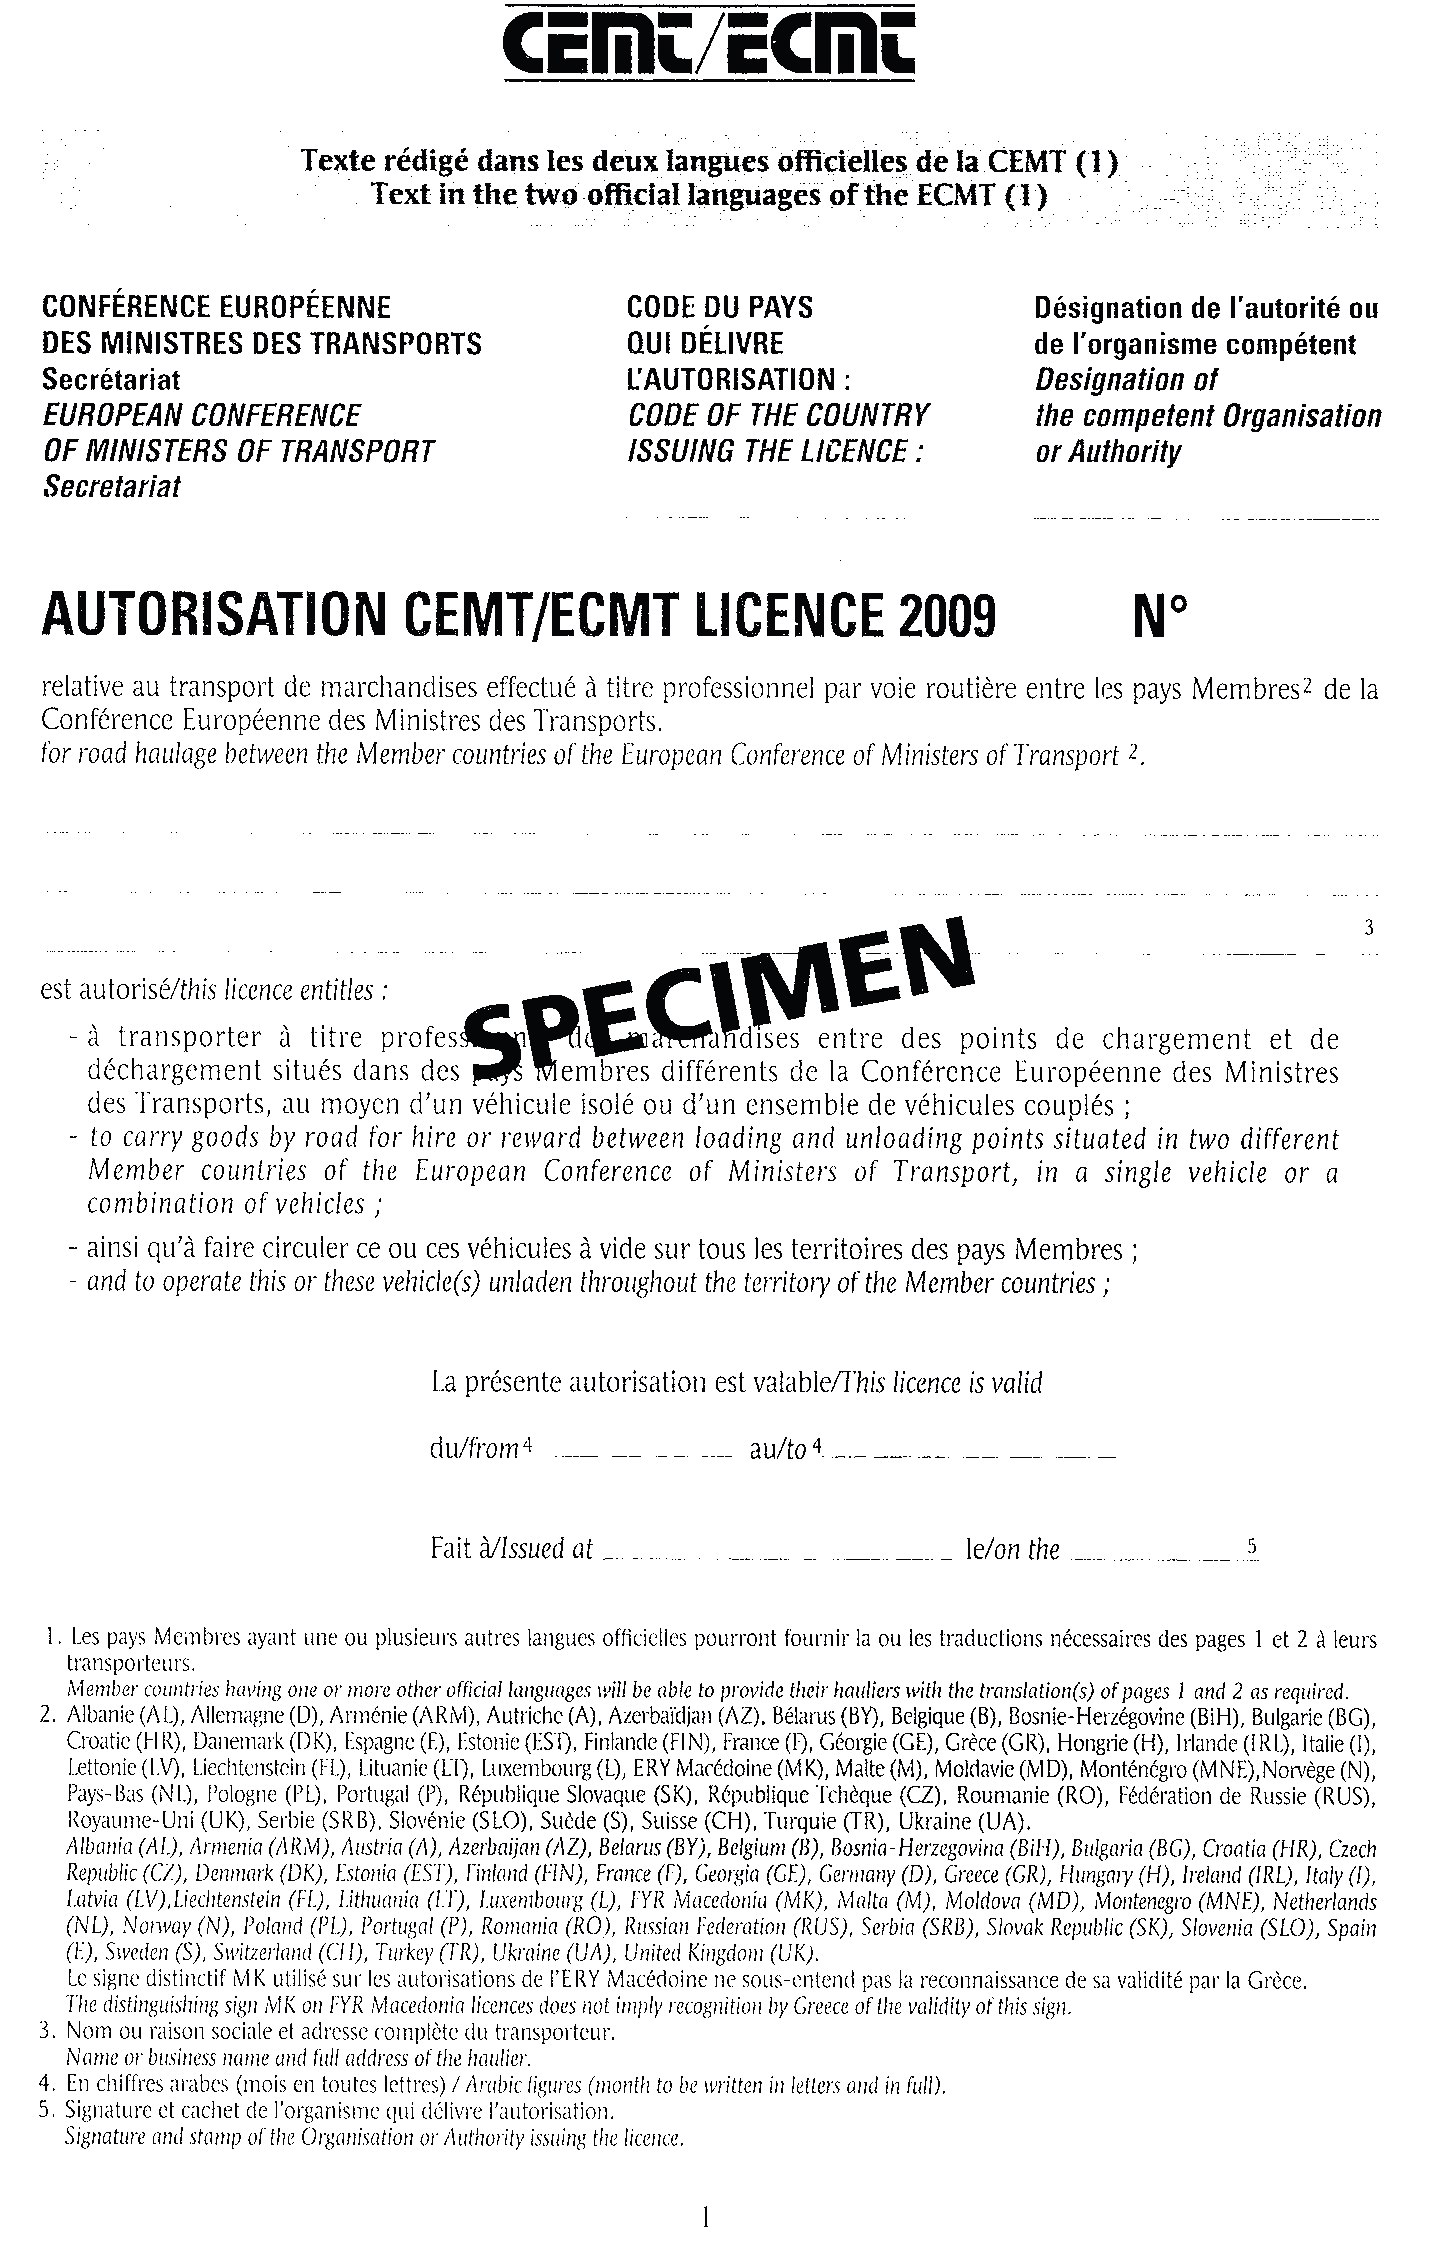 CEMT/ECMT
Texte rédigé dans les deux langues officielles de la CEMT (1)
Text in the two official languages of the ECMT (1)
CONFÉRENCE EUROPÉENNE
DES MINISTRES DES TRANSPORTS
Secrétariat
EUROPEAN CONFERENCE
OF MINISTERS OF TRANSPORT
Secretariat
CODE DU PAYS
QUI DÉLIVRE
L'AUTORISATION :
CODE OF THE COUNTRY
ISSUING THE LICENCE :
Désignation de l'autorité ou
de l'organisme compétent
Designation of
the competent Organisation
or Authority
AUTORISATION CEMT/ECMT LICENCE 2009 N°
relative au transport de marchandises effectué à titre professionnel par voie routière entre les pays Membres2 de la
Conférence Européenne des Ministres des Transports.
for road haulage between the Member countries of the European Conference of Ministers of Transport 2.
3
SPECIMEN
est autorisé/this licence entitles :
- à transporter à titre professionnel des marchandises entre des points de chargement et de
déchargement situés dans des pays Membres différents de la Conférence Européenne des Ministres
des Transports, au moyen d'un véhicule isolé ou d'un ensemble de véhicules couplés ;
- to carry goods by road for hire or reward between loading and unloading points situated in two different
Member countries of the European Conference of Ministers of Transport, in a single vehicle or a
combination of vehicles ;
- ainsi qu'à faire circuler ce ou ces véhicules à vide sur tous les territoires des pays Membres ;
- and to operate this or these vehicle(s) unladen throughout the territory of the Member countries ;
La présente autorisation est valable/This licence is valid
du/from 4 au/to 4
Fait à/Issued at le/on the 5
1. Les pays Membres ayant une ou plusieurs autres langues officielles pourront fournir la ou les traductions nécessaires des pages 1 et 2 à leurs
transporteurs.
Member countries having one or more other official languages will be able to provide their hauliers with the translation(s) of pages 1 and 2 as required.
2. Albanie (AL), Allemagne (D), Arménie (ARM), Autriche (A), Azerbaïdjan (AZ), Bélarus (BY), Belgique (B), Bosnie-Herzégovine (BiH), Bulgarie (BG),
Croatie (HR), Danemark (DK), Espagne (E), Estonie (EST), Finlande (FIN), France (F), Géorgie (GE), Grèce (GR), Hongrie (H), Irlande (IRL), Italie (I),
Lettonie (LV), Liechtenstein (FL), Lituanie (LT), Luxembourg (L), ERY Macédoine (MK), Malte (M), Moldavie (MD), Monténégro (MNE),Norvège (N),
Pays-Bas (NL), Pologne (PL), Portugal (P), République Slovaque (SK), République Tchèque (CZ), Roumanie (RO), Fédération de Russie (RUS),
Royaume-Uni (UK), Serbie (SRB), Slovénie (SLO), Suède (S), Suisse (CH), Turquie (TR), Ukraine (UA).
Albania (AL), Armenia (ARM), Austria (A), Azerbaijan (AZ), Belarus (BY), Belgium (B), Bosnia-Herzegovina (BiH), Bulgaria (BG), Croatia (HR), Czech
Republic (CZ), Denmark (DK), Estonia (EST), Finland (FIN), France (F), Georgia (GE), Germany (D), Greece (GR), Hungary (H), Ireland (IRL), Italy (I),
Latvia (LV),Liechtenstein (FL), Lithuania (LT), Luxembourg (L), FYR Macedonia (MK), Malta (M), Moldova (MD), Montenegro (MNE), Netherlands
(NL), Norway (N), Poland (PL), Portugal (P), Romania (RO), Russian Federation (RUS), Serbia (SRB), Slovak Republic (SK), Slovenia (SLO), Spain
(E), Sweden (S), Switzerland (CH), Turkey (TR), Ukraine (UA), United Kingdom (UK).
Le signe distinctif MK utilisé sur les autorisations de l'ERY Macédoine ne sous-entend pas la reconnaissance de sa validité par la Grèce.
The distinguishing sign MK on FYR Macedonia licences does not imply recognition by Greece of the validity of this sign.
3. Nom ou raison sociale et adresse complète du transporteur.
Name or business name and full address of the haulier.
4. En chiffres arabes (mois en toutes lettres) / Arabic figures (month to be written in letters and in full).
5. Signature et cachet de l'organisme qui délivre l'autorisation.
Signature and stamp of the Organisation or Authority issuing the licence.
1